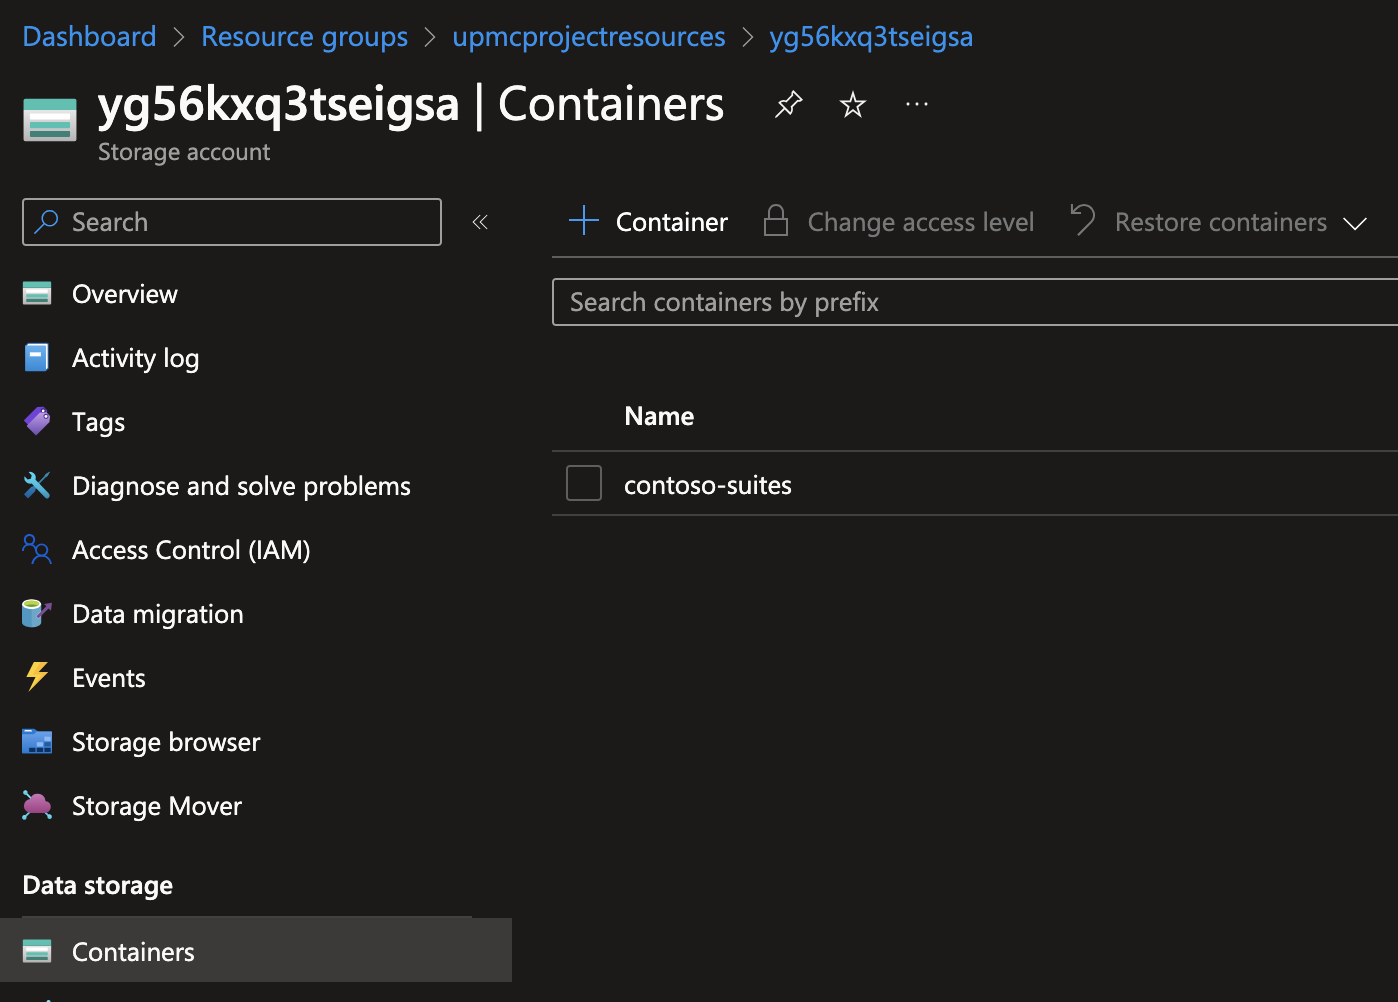 Dashboard > Resource groups > upmcprojectresources > yg56kxq3tseigsa
yg56kxq3tseigsa | Containers
Storage account
Search
Overview
Activity log
Tags
Diagnose and solve problems
Access Control (IAM)
Data migration
Events
Storage browser
Storage Mover
Data storage
Containers
Container Change access level Restore containers
Search containers by prefix
Name
contoso-suites